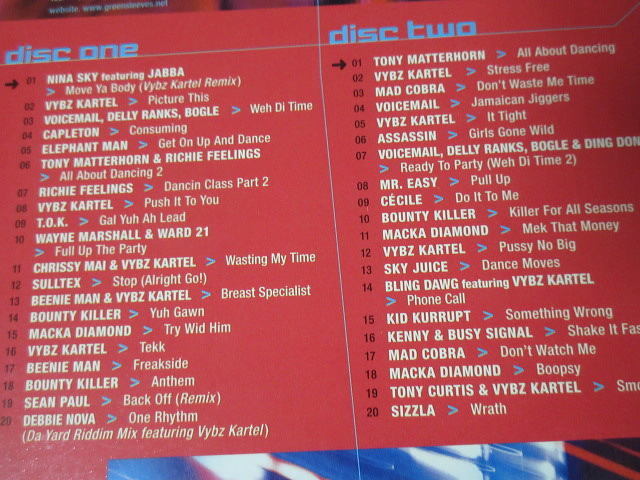 website. www.greensleeves.net
disc one
01 NINA SKY featuring JABBA
> Move Ya Body (Vybz Kartel Remix)
02 VYBZ KARTEL > Picture This
03 VOICEMAIL, DELLY RANKS, BOGLE > Weh Di Time
04 CAPLETON > Consuming
05 ELEPHANT MAN > Get On Up And Dance
06 TONY MATTERHORN & RICHIE FEELINGS
> All About Dancing 2
07 RICHIE FEELINGS > Dancin Class Part 2
08 VYBZ KARTEL > Push It To You
09 T.O.K. > Gal Yuh Ah Lead
10 WAYNE MARSHALL & WARD 21
> Full Up The Party
11 CHRISSY MAI & VYBZ KARTEL > Wasting My Time
12 SULLTEX > Stop (Alright Go!)
13 BEENIE MAN & VYBZ KARTEL > Breast Specialist
14 BOUNTY KILLER > Yuh Gawn
15 MACKA DIAMOND > Try Wid Him
16 VYBZ KARTEL > Tekk
17 BEENIE MAN > Freakside
18 BOUNTY KILLER > Anthem
19 SEAN PAUL > Back Off (Remix)
20 DEBBIE NOVA > One Rhythm
(Da Yard Riddim Mix featuring Vybz Kartel)
disc two
01 TONY MATTERHORN > All About Dancing
02 VYBZ KARTEL > Stress Free
03 MAD COBRA > Don't Waste Me Time
04 VOICEMAIL > Jamaican Jiggers
05 VYBZ KARTEL > It Tight
06 ASSASSIN > Girls Gone Wild
07 VOICEMAIL, DELLY RANKS, BOGLE & DING DON
> Ready To Party (Weh Di Time 2)
08 MR. EASY > Pull Up
09 CÉCILE > Do It To Me
10 BOUNTY KILLER > Killer For All Seasons
11 MACKA DIAMOND > Mek That Money
12 VYBZ KARTEL > Pussy No Big
13 SKY JUICE > Dance Moves
14 BLING DAWG featuring VYBZ KARTEL
> Phone Call
15 KID KURRUPT > Something Wrong
16 KENNY & BUSY SIGNAL > Shake It Fas
17 MAD COBRA > Don't Watch Me
18 MACKA DIAMOND > Boopsy
19 TONY CURTIS & VYBZ KARTEL > Sm
20 SIZZLA > Wrath